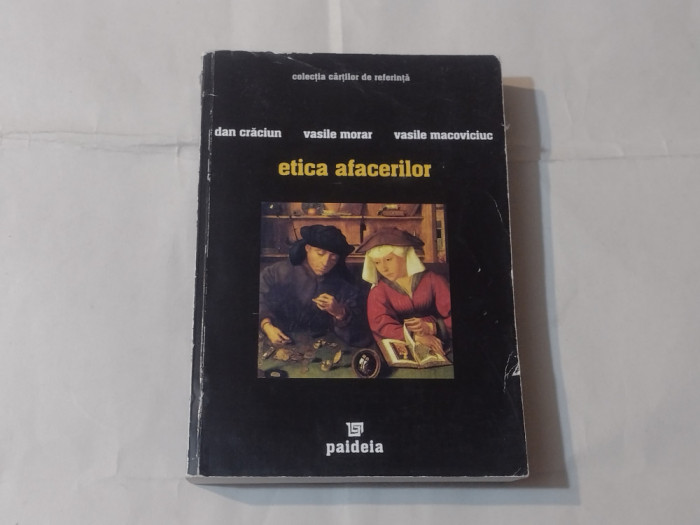 colecția cărților de referință
dan crăciun vasile morar vasile macoviciuc
etica afacerilor
paideia